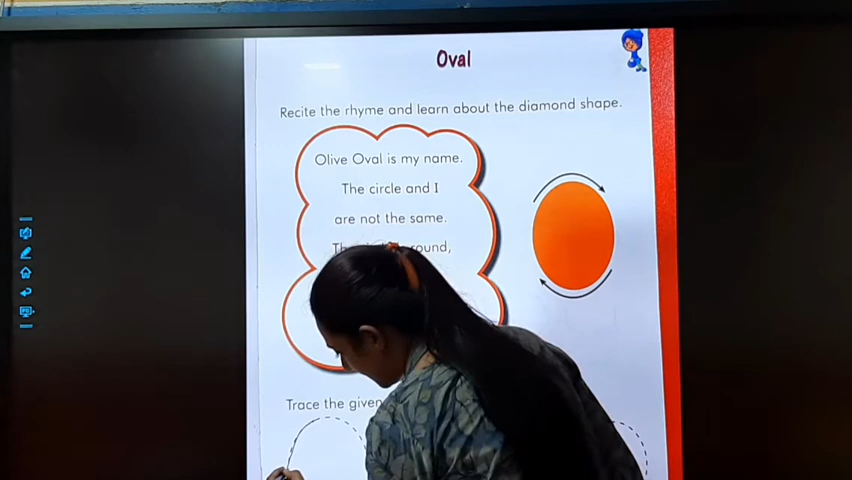 Oval
Recite the rhyme and learn about the diamond shape.
Olive Oval is my name.
The circle and I
are not the same.
round,
Trace the given